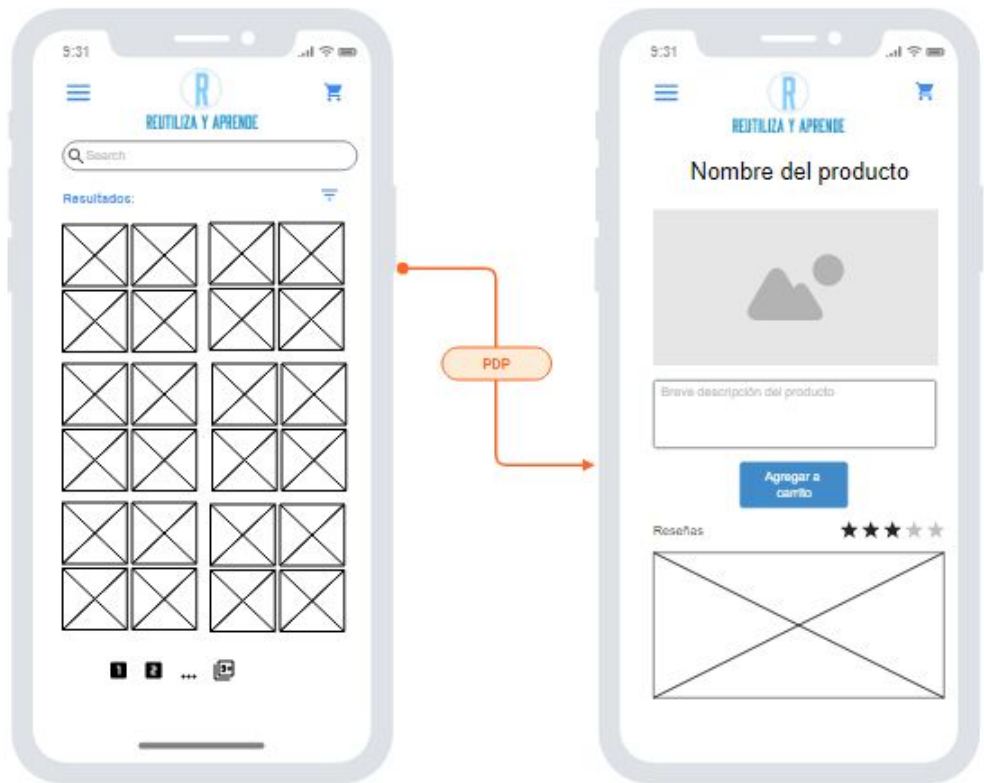 9:31
R
REUTILIZA Y APRENDE
Search
Resultados:
1 2 ... 9+
PDP
9:31
R
REUTILIZA Y APRENDE
Nombre del producto
Breve descripción del producto
Agregar a
carrito
Reseñas